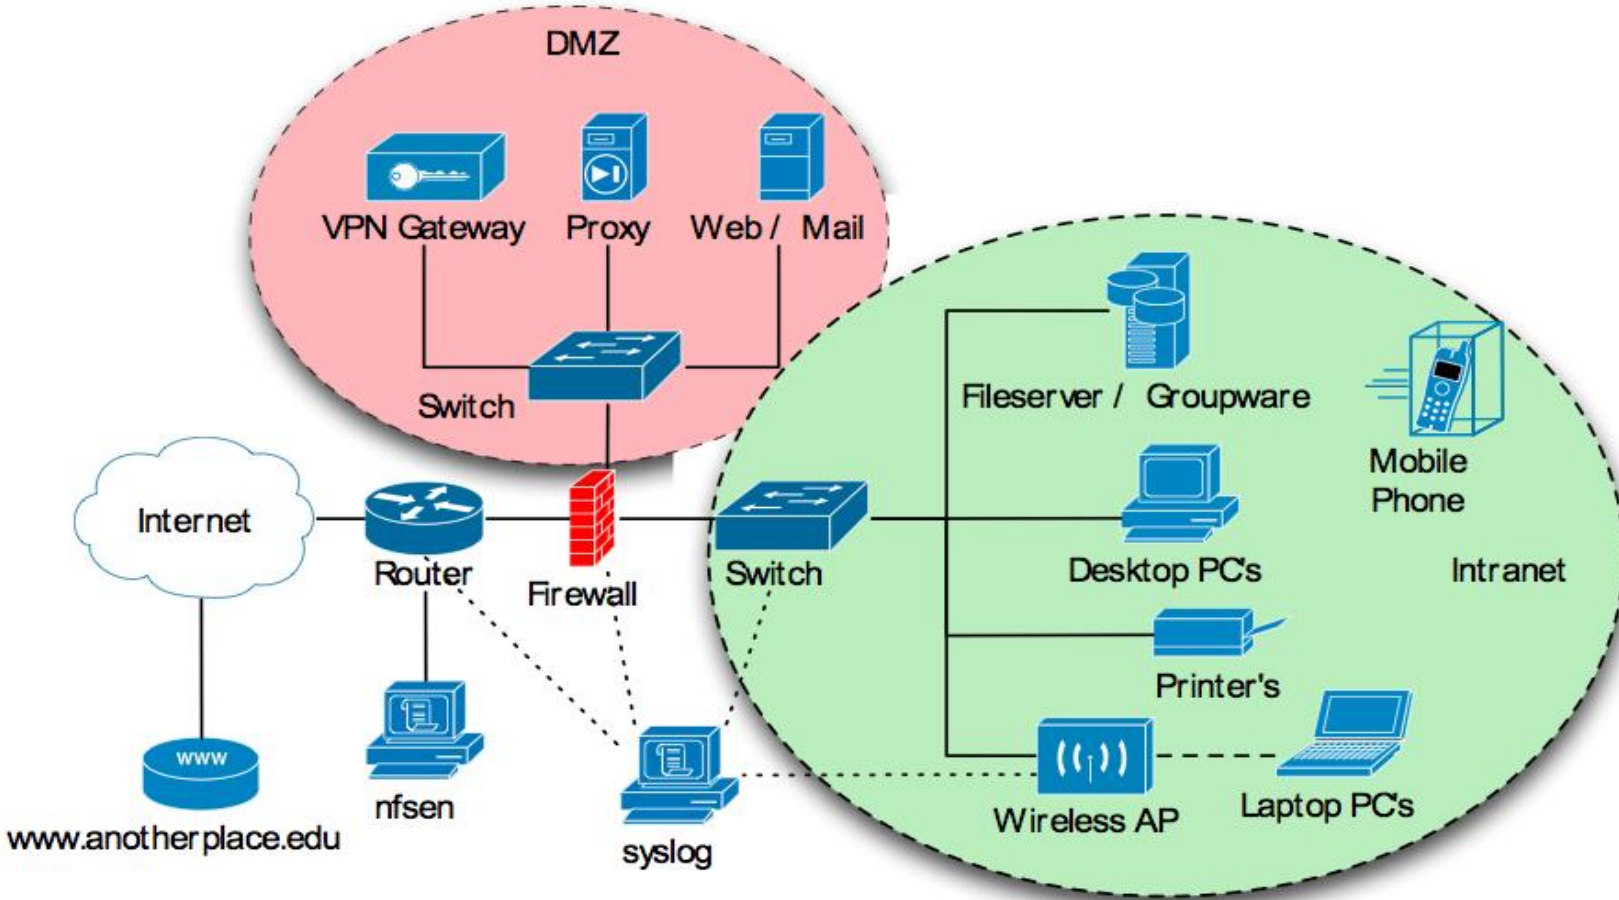 DMZ
VPN Gateway
Proxy
Web / Mail
Switch
Fileserver / Groupware
Mobile
Phone
Internet
Router
Firewall
Switch
Desktop PC's
Intranet
Printer's
www
nfsen
www.anotherplace.edu
syslog
Wireless AP
Laptop PC's